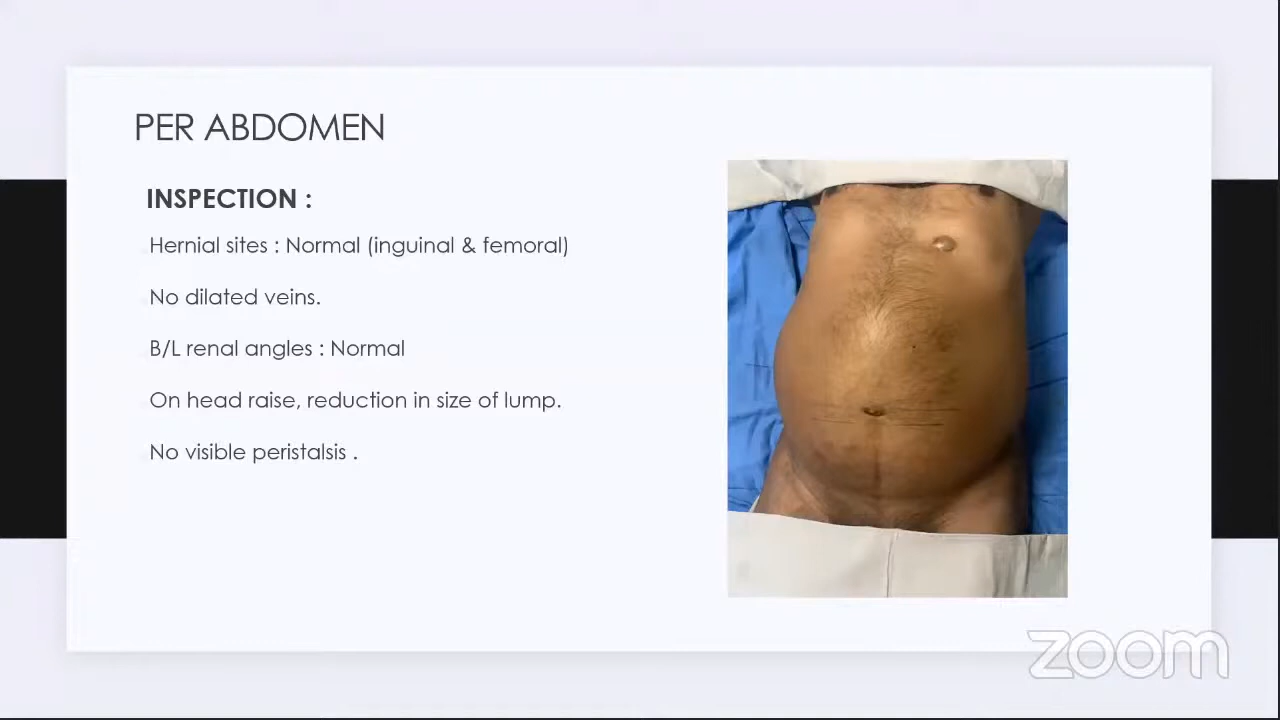 PER ABDOMEN
INSPECTION :
Hernial sites : Normal (inguinal & femoral)
No dilated veins.
B/L renal angles : Normal
On head raise, reduction in size of lump.
No visible peristalsis .
zoom